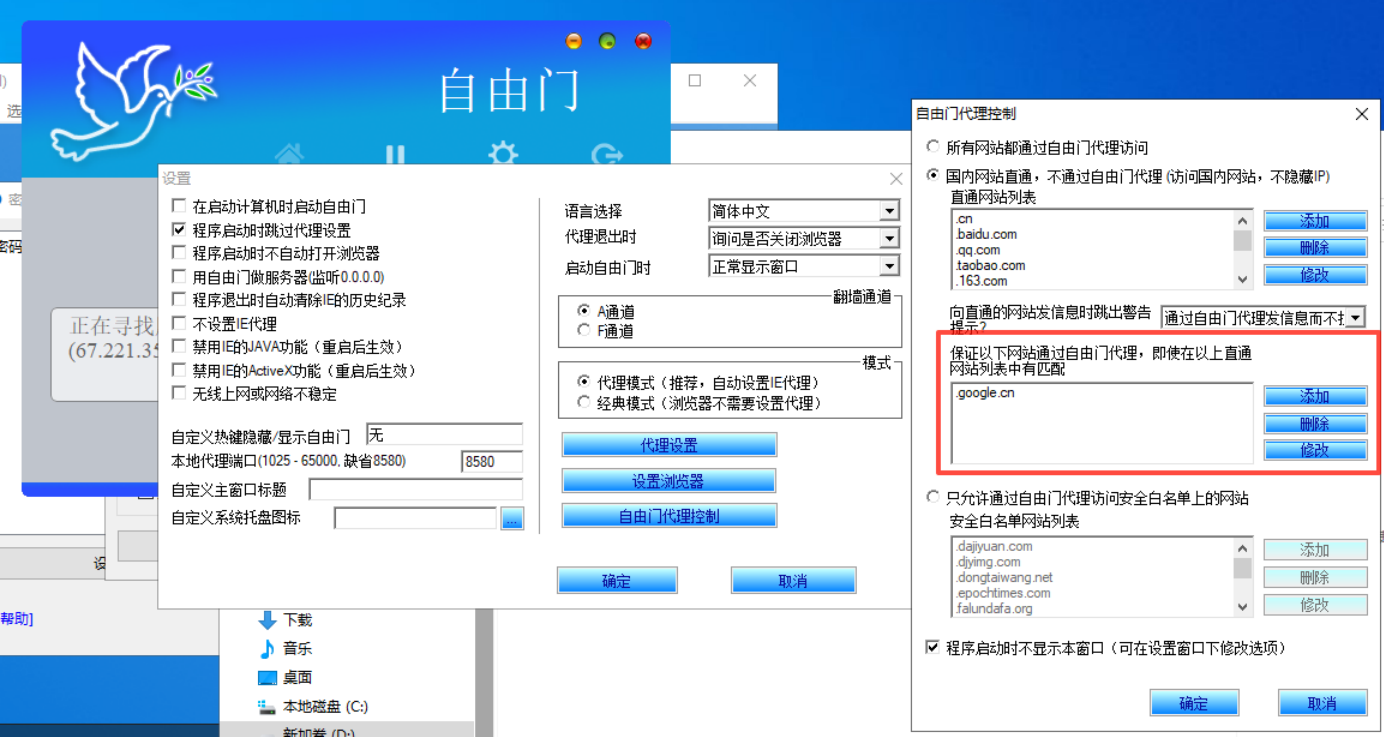 自由门
选
密
密码
正在寻找
(67.221.35
设
帮助]
设置
在启动计算机时启动自由门
程序启动时跳过代理设置
程序启动时不自动打开浏览器
用自由门做服务器(监听0.0.0.0)
程序退出时自动清除IE的历史纪录
不设置IE代理
禁用IE的JAVA功能（重启后生效）
禁用IE的ActiveX功能（重启后生效）
无线上网或网络不稳定
自定义热键隐藏/显示自由门 无
本地代理端口(1025 - 65000, 缺省8580) 8580
自定义主窗口标题
自定义系统托盘图标 ...
语言选择 简体中文
代理退出时 询问是否关闭浏览器
启动自由门时 正常显示窗口
翻墙通道
A通道
F通道
模式
代理模式（推荐，自动设置IE代理）
经典模式（浏览器不需要设置代理）
代理设置
设置浏览器
自由门代理控制
确定 取消
下载
音乐
桌面
本地磁盘 (C:)
新加卷 (D:)
自由门代理控制
所有网站都通过自由门代理访问
国内网站直通，不通过自由门代理 (访问国内网站，不隐藏IP)
直通网站列表
.cn
.baidu.com
.qq.com
.taobao.com
.163.com
添加
删除
修改
向直通的网站发信息时跳出警告
提示? 通过自由门代理发信息而不
保证以下网站通过自由门代理，即使在以上直通
网站列表中有匹配
.google.cn
添加
删除
修改
只允许通过自由门代理访问安全白名单上的网站
安全白名单网站列表
.dajiyuan.com
.djyimg.com
.dongtaiwang.net
.epochtimes.com
.falundafa.org
添加
删除
修改
程序启动时不显示本窗口（可在设置窗口下修改选项）
确定 取消